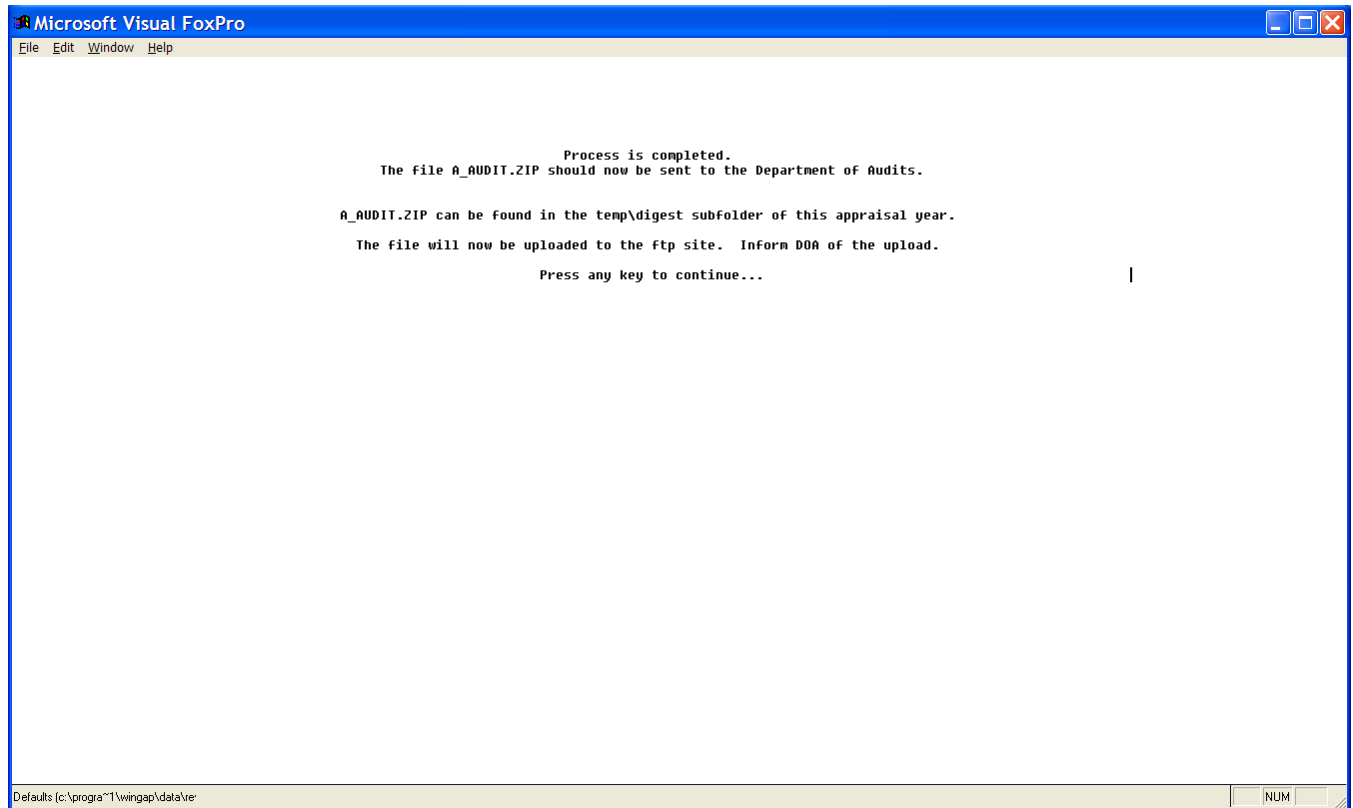 Microsoft Visual FoxPro
File Edit Window Help
Process is completed.
The file A_AUDIT.ZIP should now be sent to the Department of Audits.
A_AUDIT.ZIP can be found in the temp\digest subfolder of this appraisal year.
The file will now be uploaded to the ftp site.  Inform DOA of the upload.
Press any key to continue...
Defaults (c:\progra~1\wingap\data\re
NUM